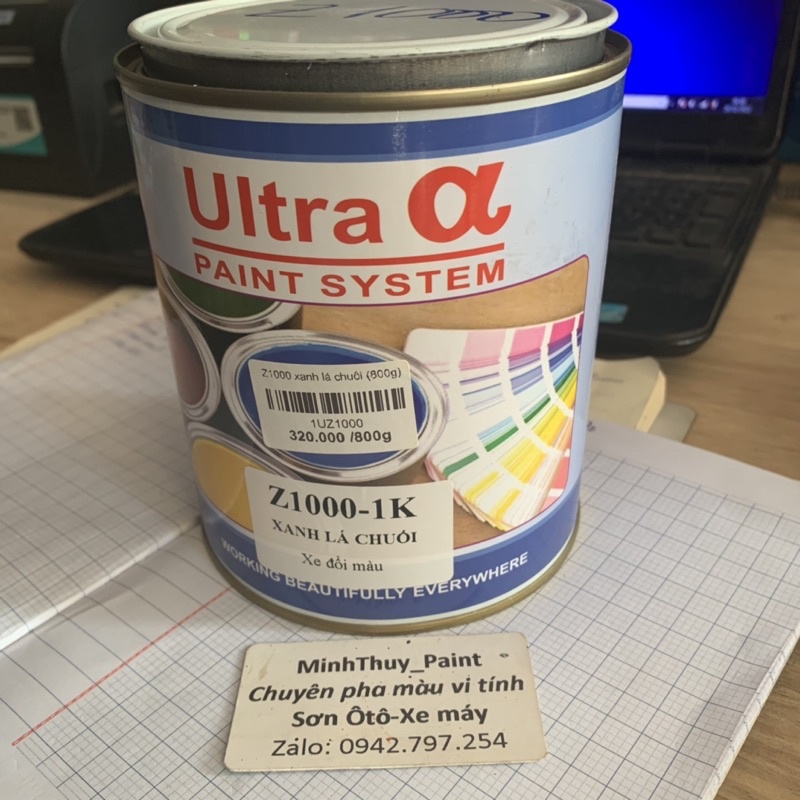 Z1000
Ultra α
PAINT SYSTEM
Z1000 xanh lá chuối (800g)
1UZ1000
320.000 /800g
Z1000-1K
XANH LÁ CHUỐI
Xe đổi màu
WORKING BEAUTIFULLY EVERYWHERE
MinhThuy_Paint
Chuyên pha màu vi tính
Sơn Ôtô-Xe máy
Zalo: 0942.797.254